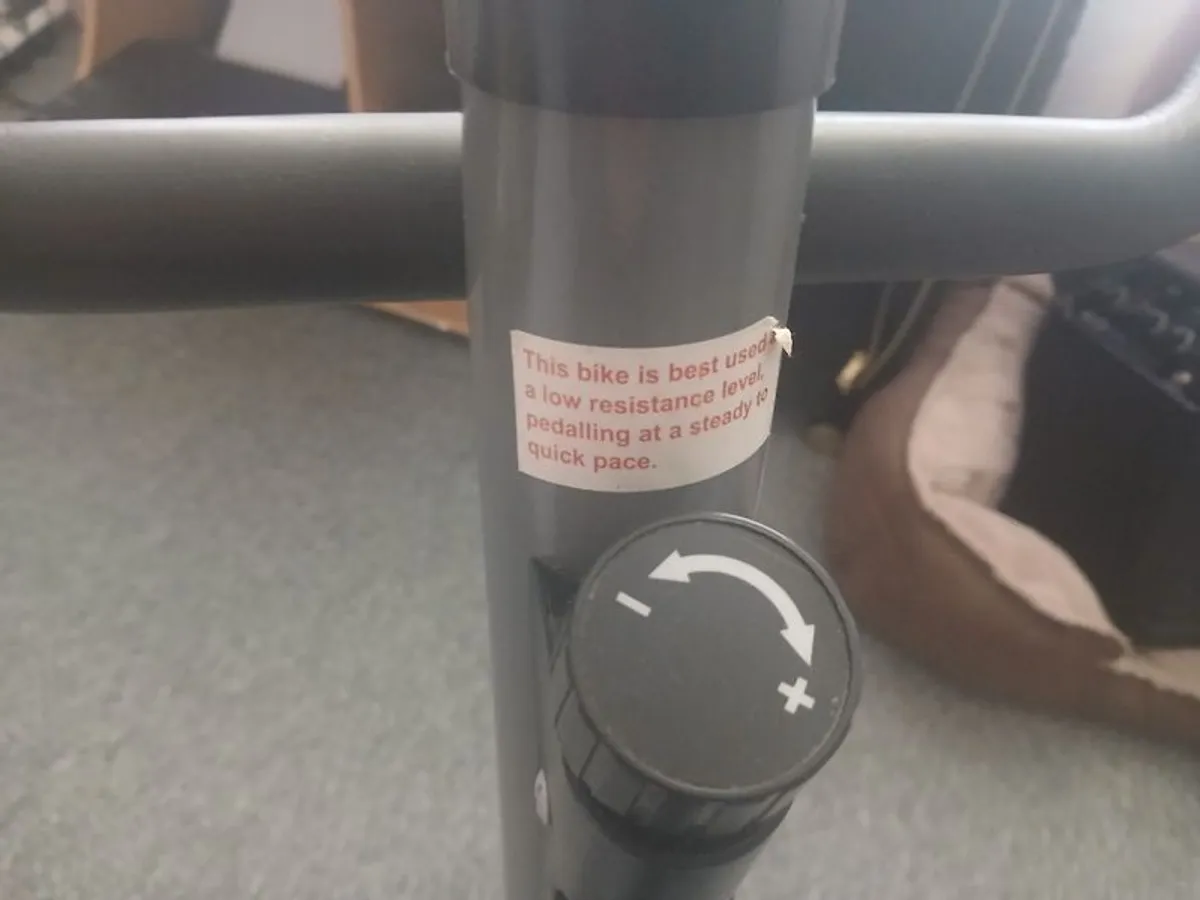 This bike is best used
a low resistance level,
pedalling at a steady to
quick pace.
−
+